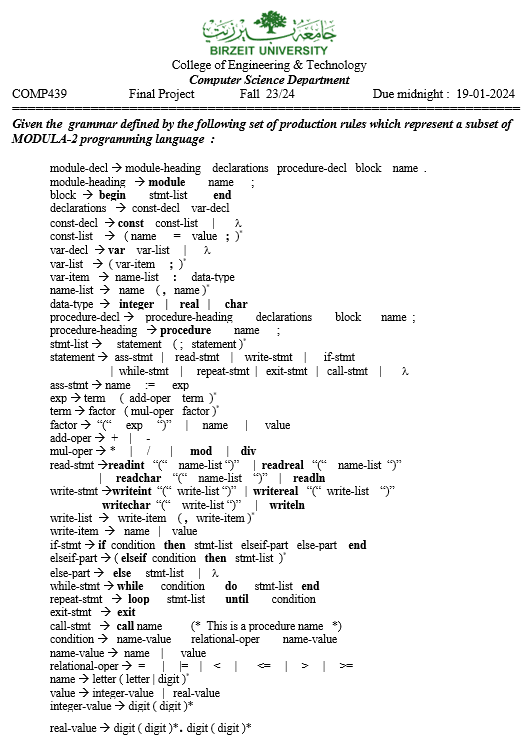 جامعة بيرزيت
BIRZEIT UNIVERSITY
College of Engineering & Technology
Computer Science Department
COMP439 Final Project Fall 23/24 Due midnight : 19-01-2024
================================================================
Given the grammar defined by the following set of production rules which represent a subset of
MODULA-2 programming language :
module-decl → module-heading declarations procedure-decl block name .
module-heading → module name ;
block → begin stmt-list end
declarations → const-decl var-decl
const-decl → const const-list | λ
const-list → ( name = value ; )*
var-decl → var var-list | λ
var-list → ( var-item ; )*
var-item → name-list : data-type
name-list → name ( , name )*
data-type → integer | real | char
procedure-decl → procedure-heading declarations block name ;
procedure-heading → procedure name ;
stmt-list → statement ( ; statement )*
statement → ass-stmt | read-stmt | write-stmt | if-stmt
| while-stmt | repeat-stmt | exit-stmt | call-stmt | λ
ass-stmt → name := exp
exp → term ( add-oper term )*
term → factor ( mul-oper factor )*
factor → “(“ exp “)” | name | value
add-oper → + | -
mul-oper → * | / | mod | div
read-stmt → readint “(“ name-list “)” | readreal “(“ name-list “)”
| readchar “(“ name-list “)” | readln
write-stmt → writeint “(“ write-list “)” | writereal “(“ write-list “)”
writechar “(“ write-list “)” | writeln
write-list → write-item ( , write-item )*
write-item → name | value
if-stmt → if condition then stmt-list elseif-part else-part end
elseif-part → ( elseif condition then stmt-list )*
else-part → else stmt-list | λ
while-stmt → while condition do stmt-list end
repeat-stmt → loop stmt-list until condition
exit-stmt → exit
call-stmt → call name (* This is a procedure name *)
condition → name-value relational-oper name-value
name-value → name | value
relational-oper → = | |= | < | <= | > | >=
name → letter ( letter | digit )*
value → integer-value | real-value
integer-value → digit ( digit )*
real-value → digit ( digit )* . digit ( digit )*